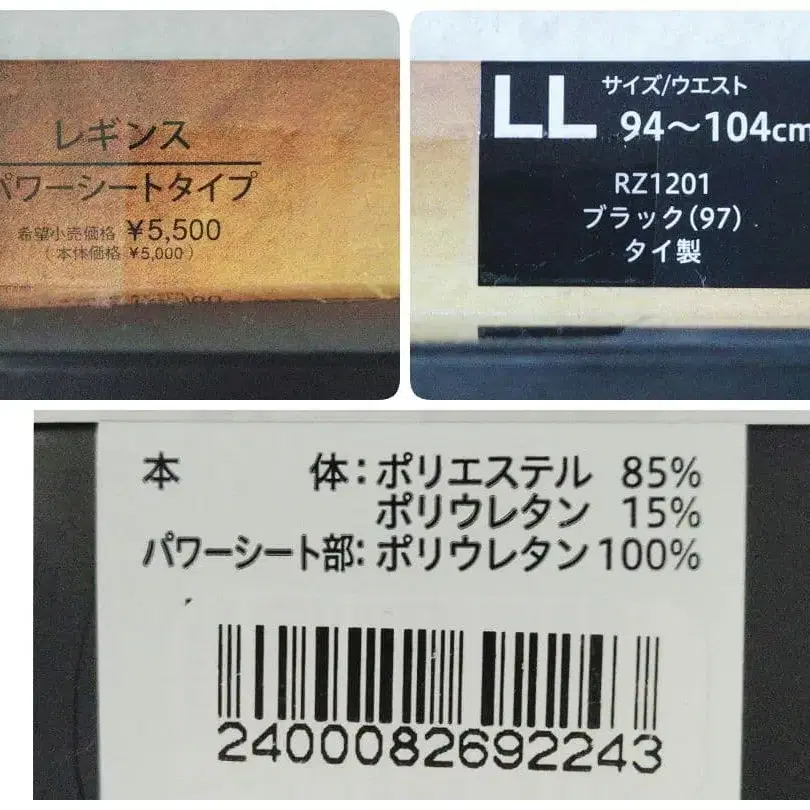 レギンス
パワーシートタイプ
希望小売価格 ¥5,500
(本体価格 ¥5,000)
LL サイズ/ウエスト
94～104cm
RZ1201
ブラック(97)
タイ製
本 体:ポリエステル 85%
ポリウレタン 15%
パワーシート部:ポリウレタン100%
2400082692243